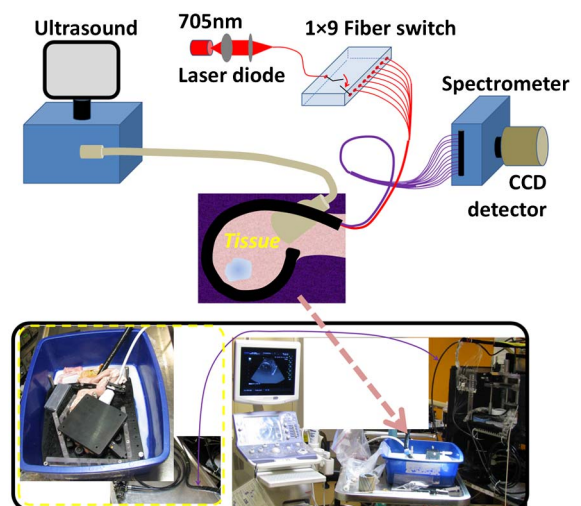 Ultrasound
705nm
Laser diode
1×9 Fiber switch
Spectrometer
CCD
detector
Tissue